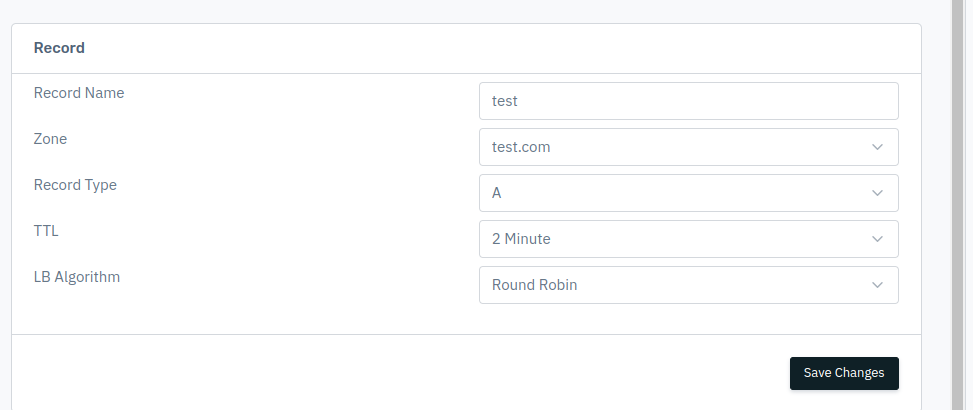 Record
Record Name
test
Zone
test.com
Record Type
A
TTL
2 Minute
LB Algorithm
Round Robin
Save Changes